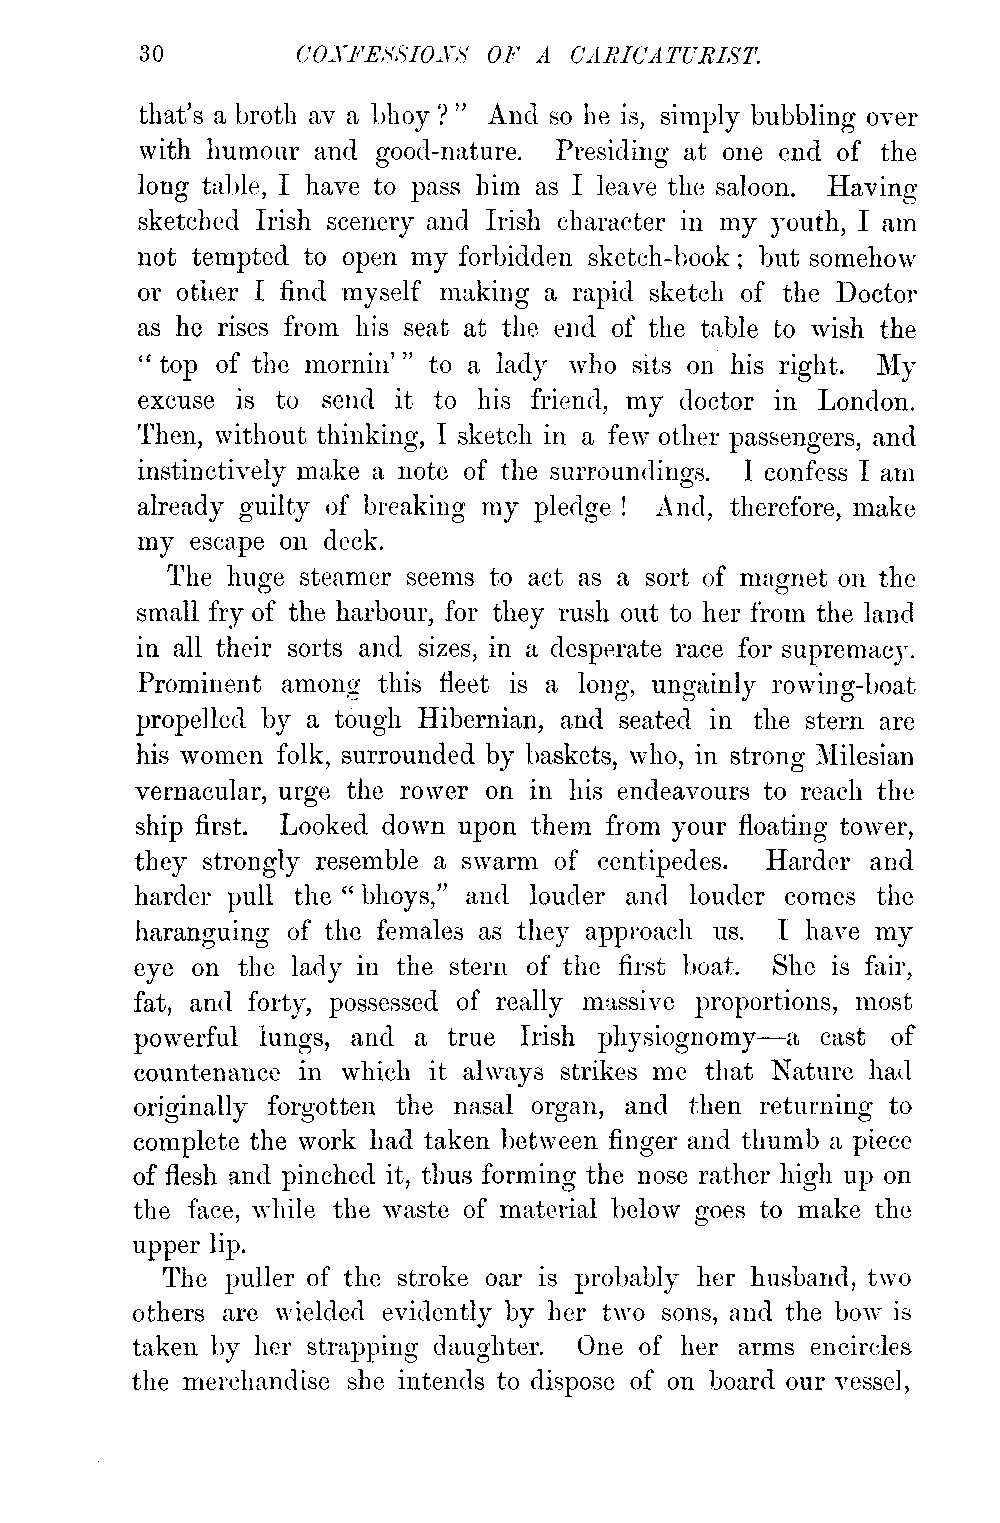 30 CONFESSIONS OF A CARICATURIST.
that's a broth av a bhoy?" And so he is, simply bubbling over
with humour and good-nature. Presiding at one end of the
long table, I have to pass him as I leave the saloon. Having
sketched Irish scenery and Irish character in my youth, I am
not tempted to open my forbidden sketch-book; but somehow
or other I find myself making a rapid sketch of the Doctor
as he rises from his seat at the end of the table to wish the
"top of the mornin'" to a lady who sits on his right. My
excuse is to send it to his friend, my doctor in London.
Then, without thinking, I sketch in a few other passengers, and
instinctively make a note of the surroundings. I confess I am
already guilty of breaking my pledge! And, therefore, make
my escape on deck.
The huge steamer seems to act as a sort of magnet on the
small fry of the harbour, for they rush out to her from the land
in all their sorts and sizes, in a desperate race for supremacy.
Prominent among this fleet is a long, ungainly rowing-boat
propelled by a tough Hibernian, and seated in the stern are
his women folk, surrounded by baskets, who, in strong Milesian
vernacular, urge the rower on in his endeavours to reach the
ship first. Looked down upon them from your floating tower,
they strongly resemble a swarm of centipedes. Harder and
harder pull the "bhoys," and louder and louder comes the
haranguing of the females as they approach us. I have my
eye on the lady in the stern of the first boat. She is fair,
fat, and forty, possessed of really massive proportions, most
powerful lungs, and a true Irish physiognomy—a cast of
countenance in which it always strikes me that Nature had
originally forgotten the nasal organ, and then returning to
complete the work had taken between finger and thumb a piece
of flesh and pinched it, thus forming the nose rather high up on
the face, while the waste of material below goes to make the
upper lip.
The puller of the stroke oar is probably her husband, two
others are wielded evidently by her two sons, and the bow is
taken by her strapping daughter. One of her arms encircles
the merchandise she intends to dispose of on board our vessel,